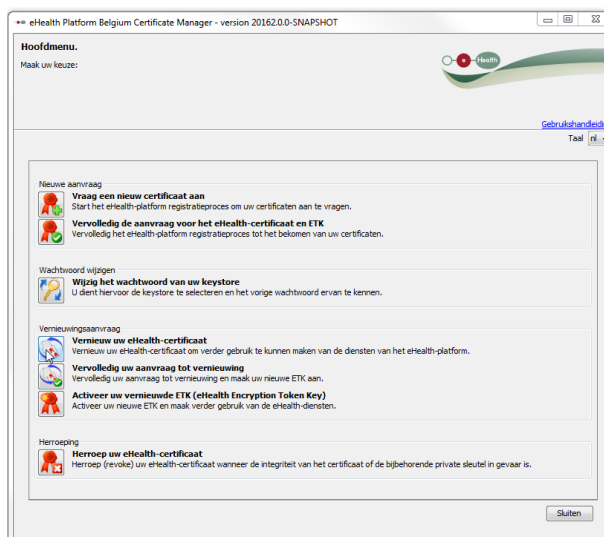 eHealth Platform Belgium Certificate Manager - version 20162.0.0-SNAPSHOT
Hoofdmenu.
Maak uw keuze:
Health
Gebruikshandleidi
Taal nl
Nieuwe aanvraag
Vraag een nieuw certificaat aan
Start het eHealth-platform registratieproces om uw certificaten aan te vragen.
Vervolledig de aanvraag voor het eHealth-certificaat en ETK
Vervolledig het eHealth-platform registratieproces tot het bekomen van uw certificaten.
Wachtwoord wijzigen
Wijzig het wachtwoord van uw keystore
U dient hiervoor de keystore te selecteren en het vorige wachtwoord ervan te kennen.
Vernieuwingsaanvraag
Vernieuw uw eHealth-certificaat
Vernieuw uw eHealth-certificaat om verder gebruik te kunnen maken van de diensten van het eHealth-platform.
Vervolledig uw aanvraag tot vernieuwing
Vervolledig uw aanvraag tot vernieuwing en maak uw nieuwe ETK aan.
Activeer uw vernieuwde ETK (eHealth Encryption Token Key)
Activeer uw nieuwe ETK en maak verder gebruik van de eHealth-diensten.
Herroeping
Herroep uw eHealth-certificaat
Herroep (revoke) uw eHealth-certificaat wanneer de integriteit van het certificaat of de bijbehorende private sleutel in gevaar is.
Sluiten